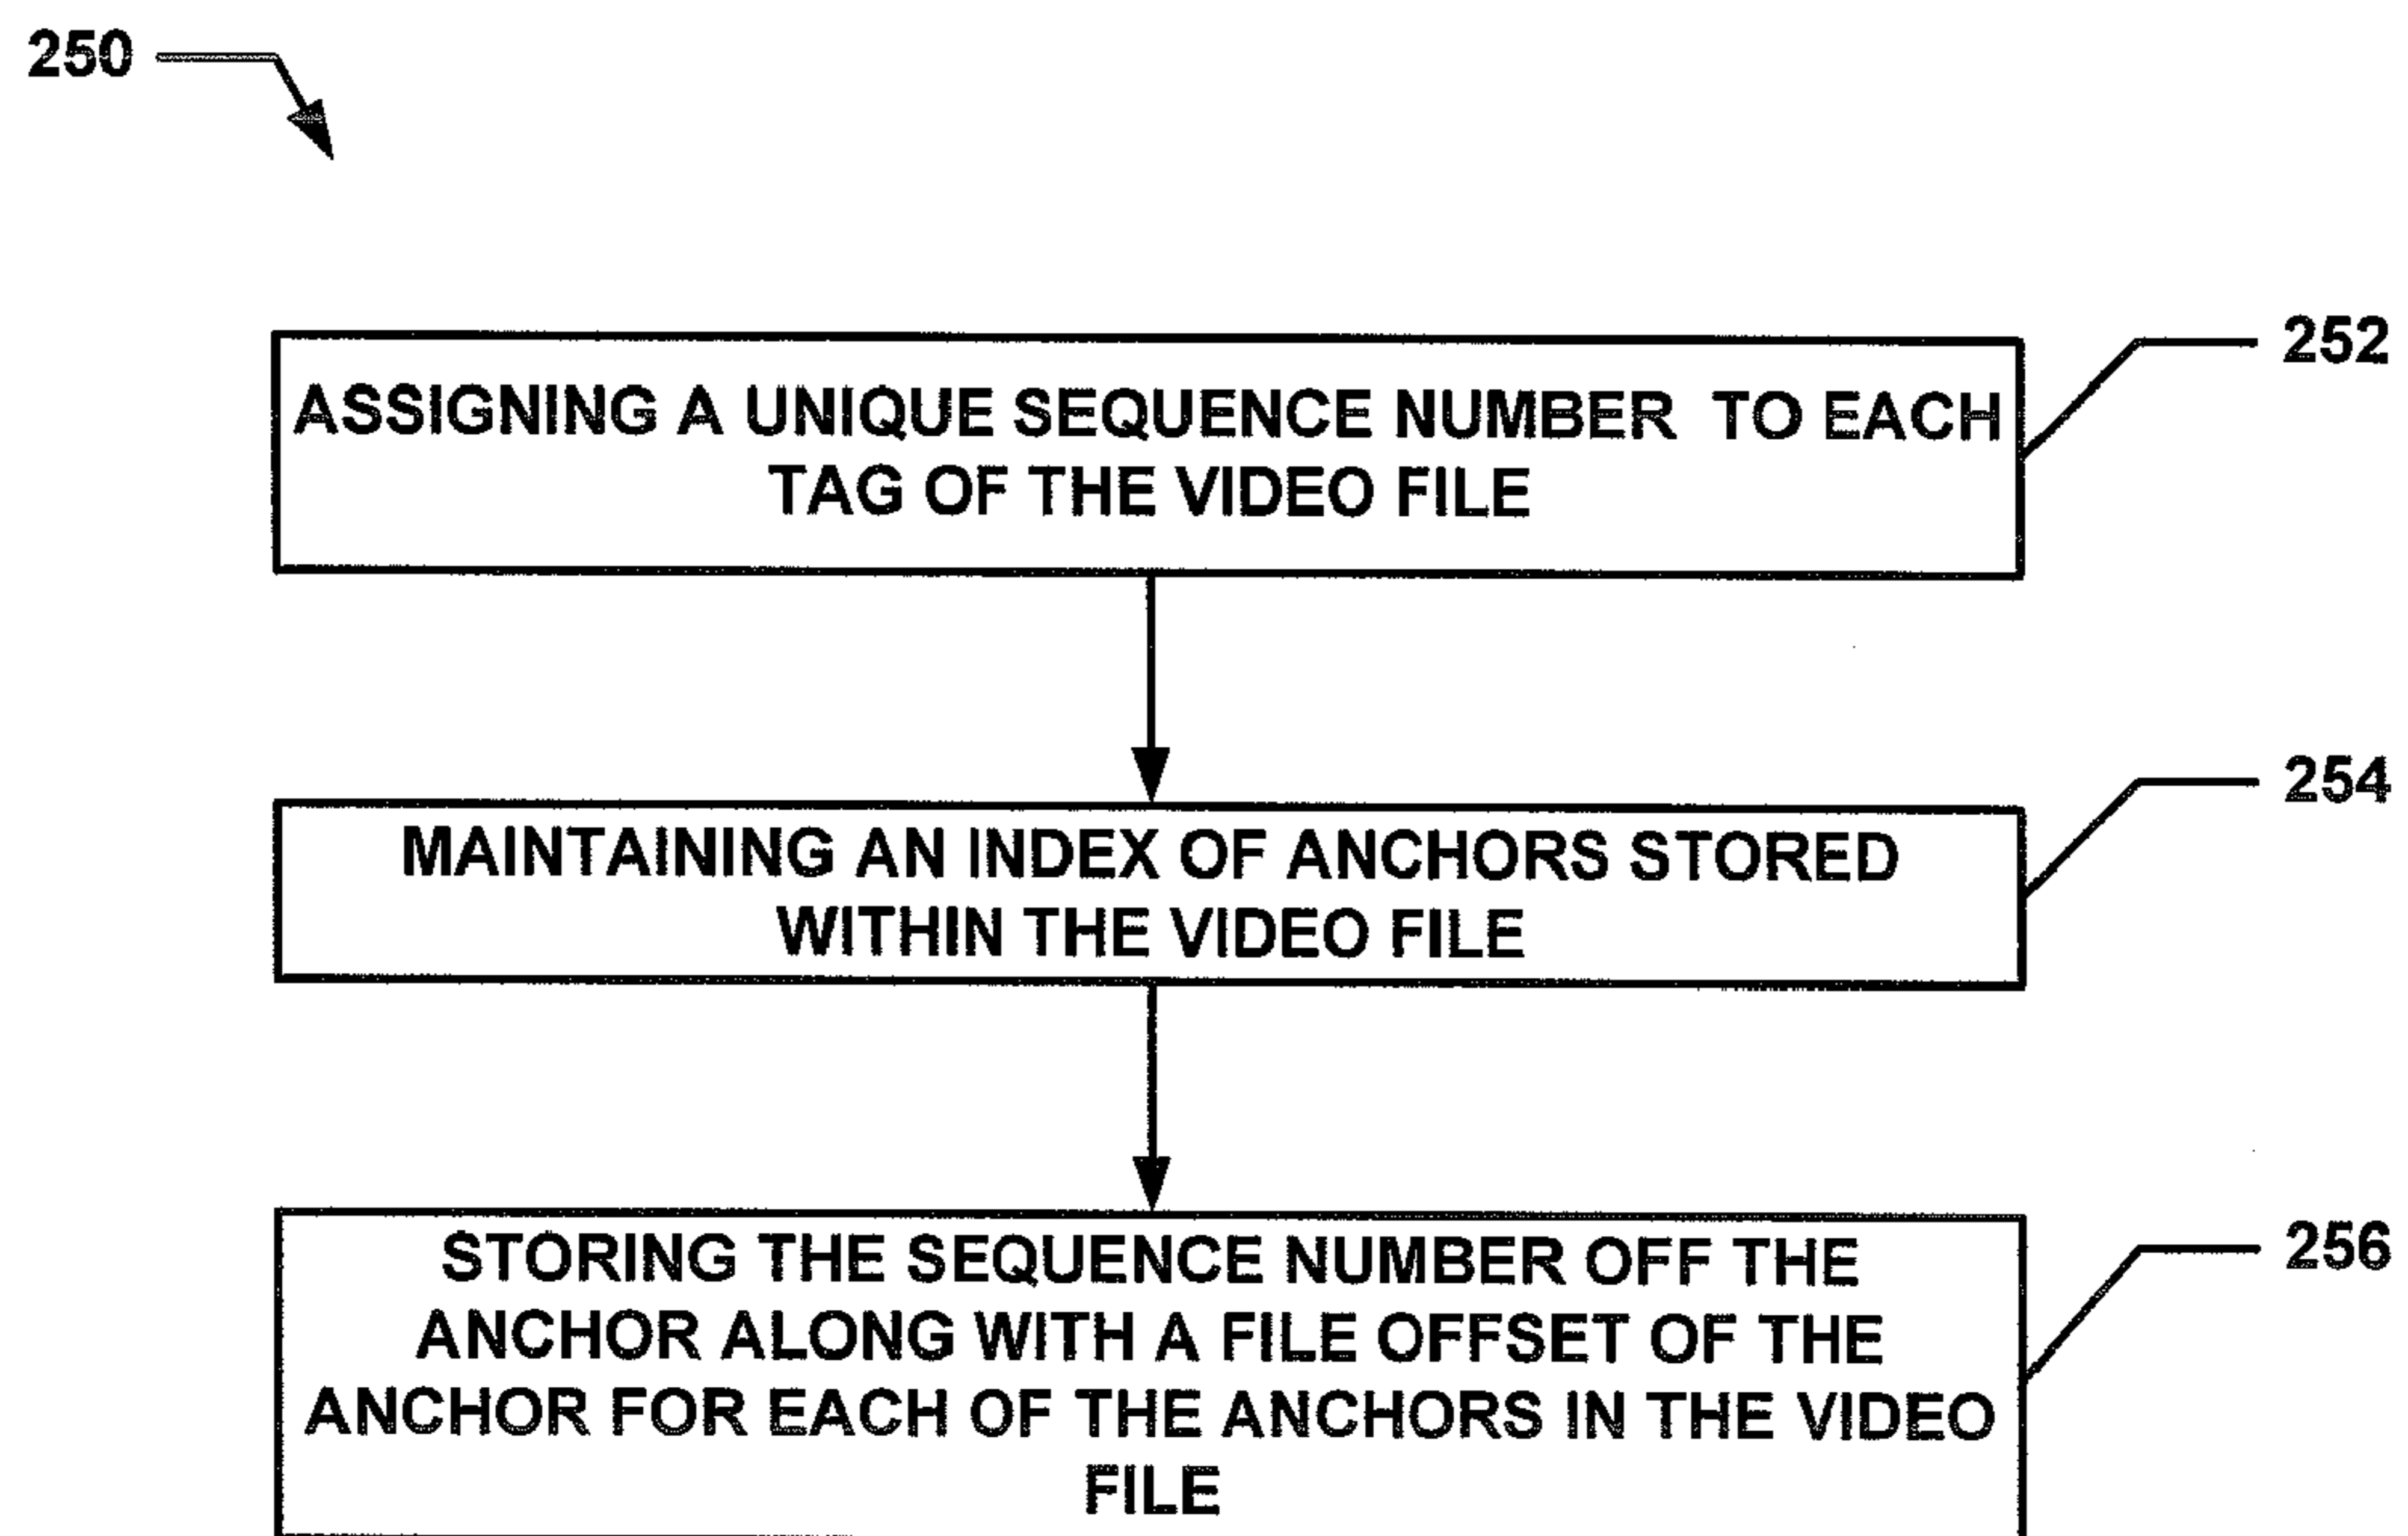 250
252
ASSIGNING A UNIQUE SEQUENCE NUMBER TO EACH
TAG OF THE VIDEO FILE
254
MAINTAINING AN INDEX OF ANCHORS STORED
WITHIN THE VIDEO FILE
256
STORING THE SEQUENCE NUMBER OFF THE
ANCHOR ALONG WITH A FILE OFFSET OF THE
ANCHOR FOR EACH OF THE ANCHORS IN THE VIDEO
FILE